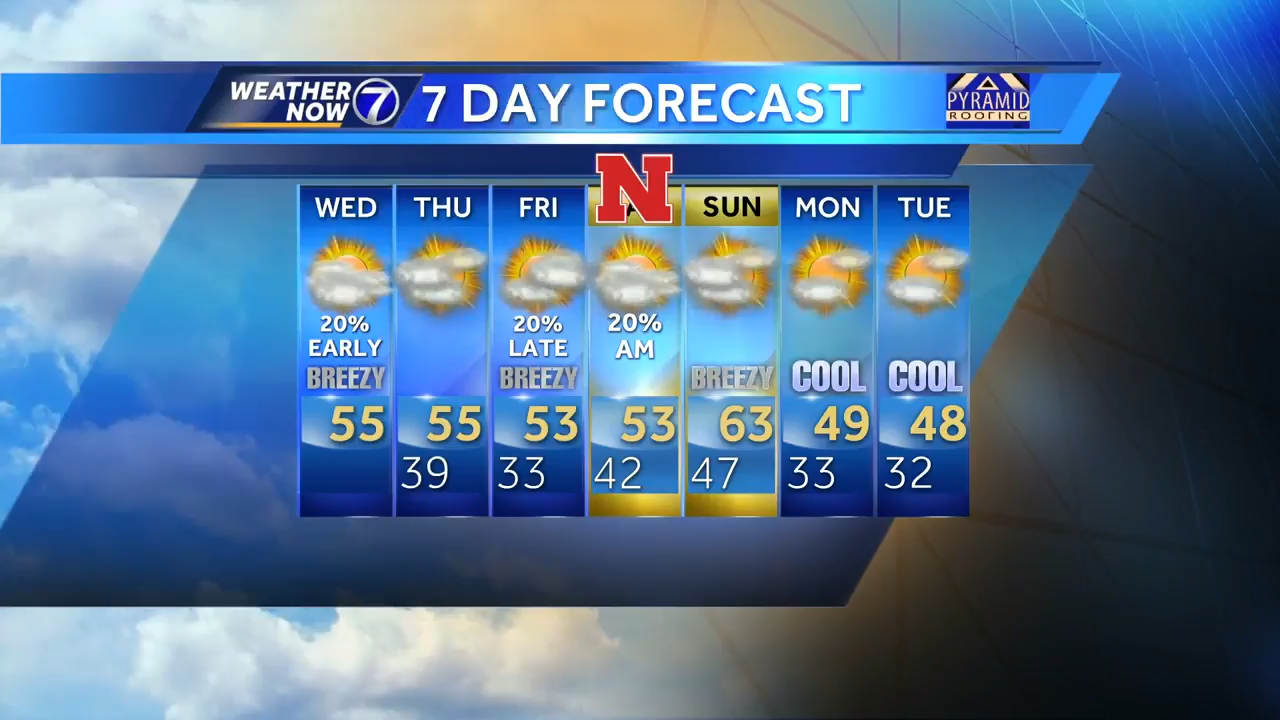 WEATHER
NOW 7
7 DAY FORECAST
PYRAMID
ROOFING
N
WED THU FRI SUN MON TUE
20% 20% 20%
EARLY LATE AM
BREEZY BREEZY BREEZY COOL COOL
55 55 53 53 63 49 48
39 33 42 47 33 32